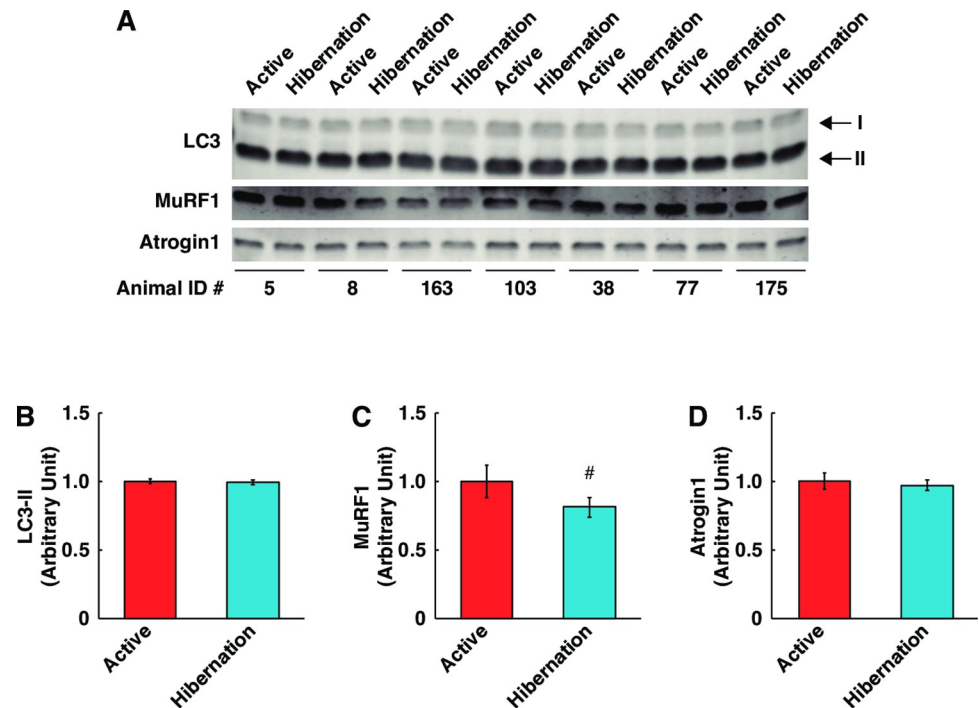 A
Active Hibernation Active Hibernation Active Hibernation Active Hibernation Active Hibernation Active Hibernation Active Hibernation
LC3
I
II
MuRF1
Atrogin1
Animal ID # 5 8 163 103 38 77 175
B
LC3-II
(Arbitrary Unit)
1.5
1.0
0.5
0
Active
Hibernation
C
MuRF1
(Arbitrary Unit)
1.5
1.0
0.5
0
#
Active
Hibernation
D
Atrogin1
(Arbitrary Unit)
1.5
1.0
0.5
0
Active
Hibernation